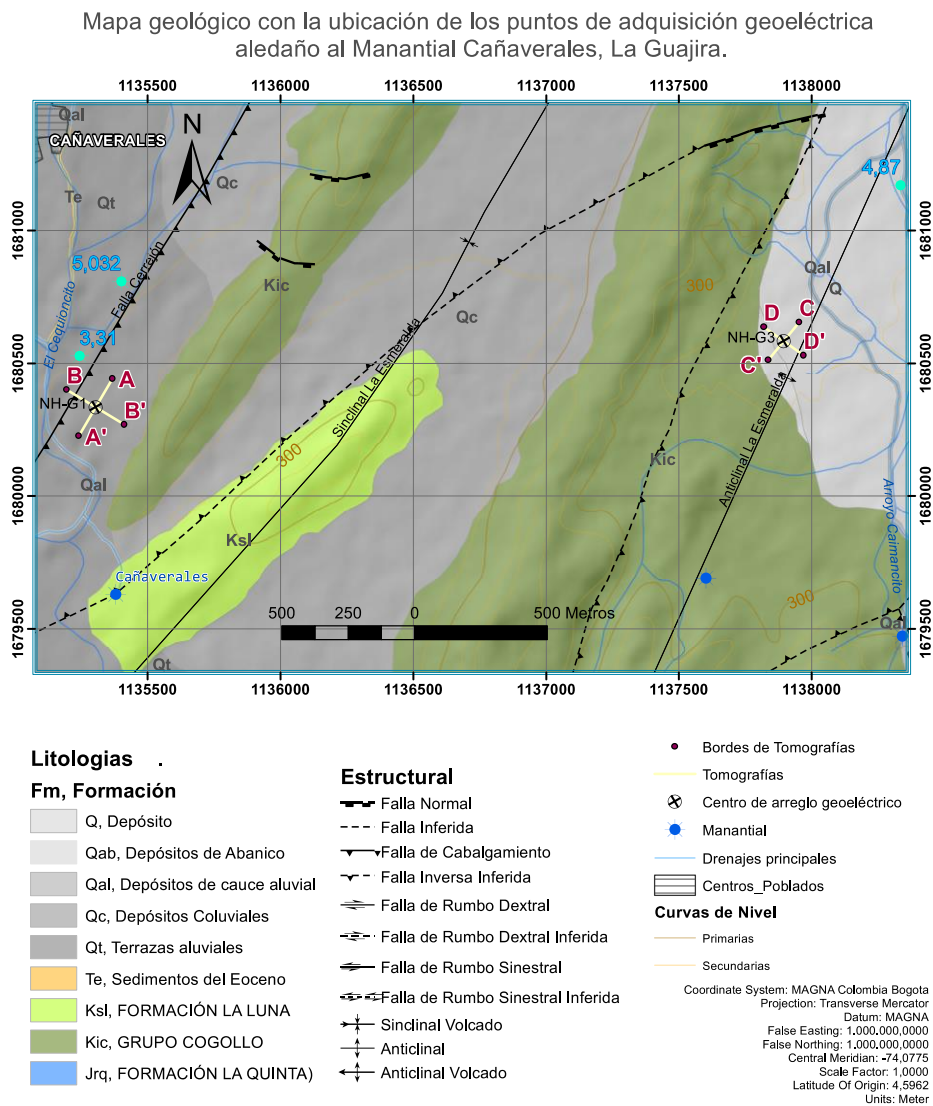 Mapa geológico con la ubicación de los puntos de adquisición geoeléctrica
aledaño al Manantial Cañaverales, La Guajira.
1135500 1136000 1136500 1137000 1137500 1138000
Qal
CAÑAVERALES
N
4,87
Te
Qt
Qc
1681000
1681000
5,032
Falla Cerrejón
Kic
300
Qal
Q
El Cequioncito
3,31
Qc
D
C
NH-G3
D'
C'
1680500
1680500
B
A
NH-G1
B'
A'
Sinclinal La Esmeralda
Anticlinal La Esmeralda
300
Kic
Qal
Arroyo Caimancito
1680000
1680000
Ksl
Cañaverales
500 250 0 500 Metros
300
Qal
1679500
1679500
Qt
1135500 1136000 1136500 1137000 1137500 1138000
Litologias .
Fm, Formación
Q, Depósito
Qab, Depósitos de Abanico
Qal, Depósitos de cauce aluvial
Qc, Depósitos Coluviales
Qt, Terrazas aluviales
Te, Sedimentos del Eoceno
Ksl, FORMACIÓN LA LUNA
Kic, GRUPO COGOLLO
Jrq, FORMACIÓN LA QUINTA)
Estructural
Falla Normal
Falla Inferida
Falla de Cabalgamiento
Falla Inversa Inferida
Falla de Rumbo Dextral
Falla de Rumbo Dextral Inferida
Falla de Rumbo Sinestral
Falla de Rumbo Sinestral Inferida
Sinclinal Volcado
Anticlinal
Anticlinal Volcado
Bordes de Tomografías
Tomografías
Centro de arreglo geoeléctrico
Manantial
Drenajes principales
Centros_Poblados
Curvas de Nivel
Primarias
Secundarias
Coordinate System: MAGNA Colombia Bogota
Projection: Transverse Mercator
Datum: MAGNA
False Easting: 1.000.000,0000
False Northing: 1.000.000,0000
Central Meridian: -74,0775
Scale Factor: 1,0000
Latitude Of Origin: 4,5962
Units: Meter